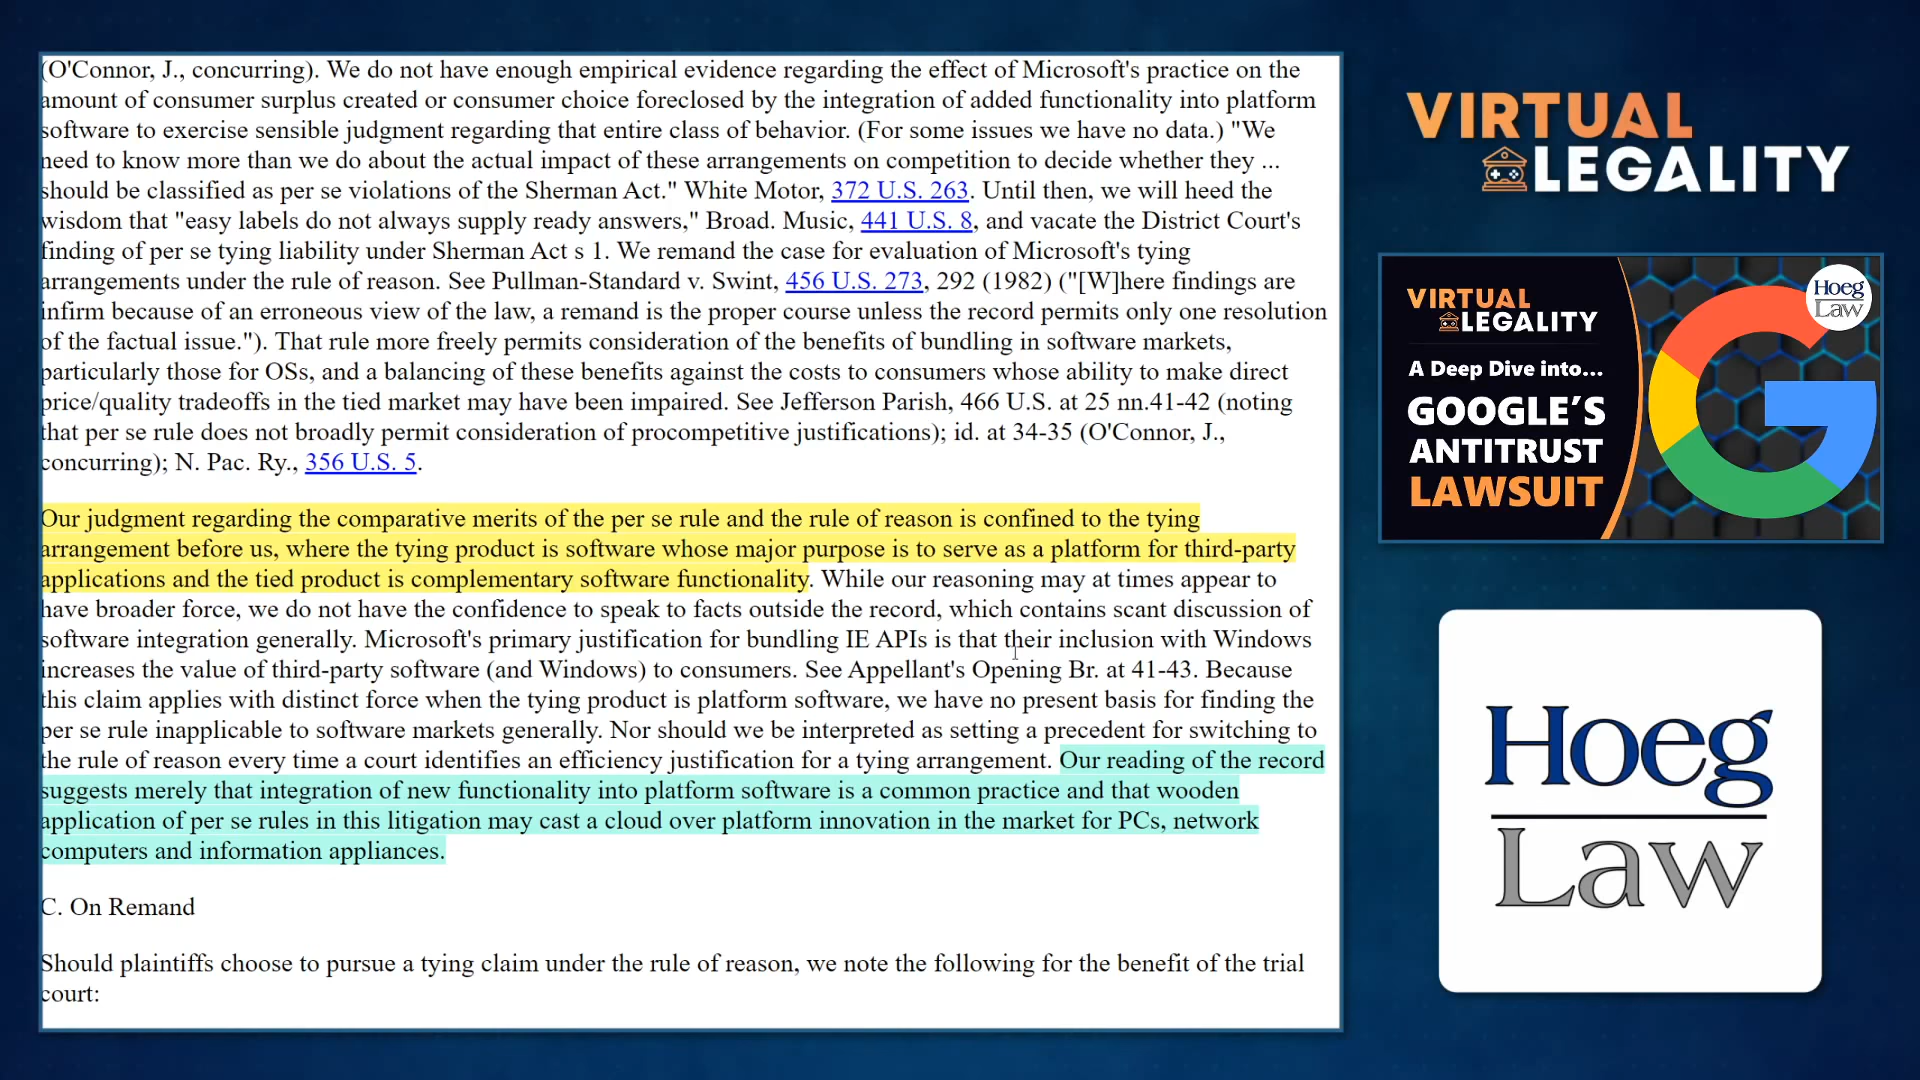 (O'Connor, J., concurring). We do not have enough empirical evidence regarding the effect of Microsoft's practice on the
amount of consumer surplus created or consumer choice foreclosed by the integration of added functionality into platform
software to exercise sensible judgment regarding that entire class of behavior. (For some issues we have no data.) "We
need to know more than we do about the actual impact of these arrangements on competition to decide whether they ...
should be classified as per se violations of the Sherman Act." White Motor, 372 U.S. 263. Until then, we will heed the
wisdom that "easy labels do not always supply ready answers," Broad. Music, 441 U.S. 8, and vacate the District Court's
finding of per se tying liability under Sherman Act s 1. We remand the case for evaluation of Microsoft's tying
arrangements under the rule of reason. See Pullman-Standard v. Swint, 456 U.S. 273, 292 (1982) ("[W]here findings are
infirm because of an erroneous view of the law, a remand is the proper course unless the record permits only one resolution
of the factual issue."). That rule more freely permits consideration of the benefits of bundling in software markets,
particularly those for OSs, and a balancing of these benefits against the costs to consumers whose ability to make direct
price/quality tradeoffs in the tied market may have been impaired. See Jefferson Parish, 466 U.S. at 25 nn.41-42 (noting
that per se rule does not broadly permit consideration of procompetitive justifications); id. at 34-35 (O'Connor, J.,
concurring); N. Pac. Ry., 356 U.S. 5.
Our judgment regarding the comparative merits of the per se rule and the rule of reason is confined to the tying
arrangement before us, where the tying product is software whose major purpose is to serve as a platform for third-party
applications and the tied product is complementary software functionality. While our reasoning may at times appear to
have broader force, we do not have the confidence to speak to facts outside the record, which contains scant discussion of
software integration generally. Microsoft's primary justification for bundling IE APIs is that their inclusion with Windows
increases the value of third-party software (and Windows) to consumers. See Appellant's Opening Br. at 41-43. Because
this claim applies with distinct force when the tying product is platform software, we have no present basis for finding the
per se rule inapplicable to software markets generally. Nor should we be interpreted as setting a precedent for switching to
the rule of reason every time a court identifies an efficiency justification for a tying arrangement. Our reading of the record
suggests merely that integration of new functionality into platform software is a common practice and that wooden
application of per se rules in this litigation may cast a cloud over platform innovation in the market for PCs, network
computers and information appliances.
C. On Remand
Should plaintiffs choose to pursue a tying claim under the rule of reason, we note the following for the benefit of the trial
court:
VIRTUAL
LEGALITY
VIRTUAL
LEGALITY
Hoeg
Law
A Deep Dive into...
GOOGLE'S
ANTITRUST
LAWSUIT
Hoeg
Law